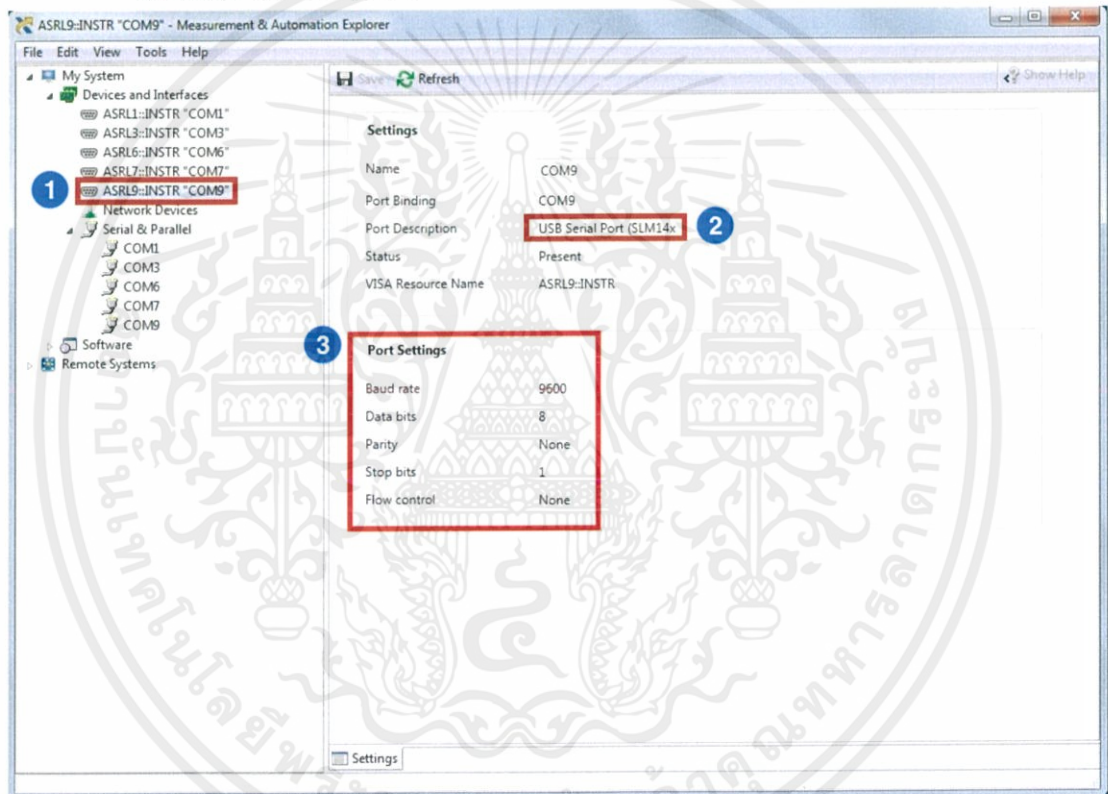 ASRL9::INSTR "COM9" - Measurement & Automation Explorer
File Edit View Tools Help
My System
Devices and Interfaces
ASRL1::INSTR "COM1"
ASRL3::INSTR "COM3"
ASRL6::INSTR "COM6"
ASRL7::INSTR "COM7"
1
ASRL9::INSTR "COM9"
Network Devices
Serial & Parallel
COM1
COM3
COM6
COM7
COM9
Software
Remote Systems
Save Refresh
Show Help
Settings
Name COM9
Port Binding COM9
Port Description USB Serial Port (SLM14x 2
Status Present
VISA Resource Name ASRL9::INSTR
3
Port Settings
Baud rate 9600
Data bits 8
Parity None
Stop bits 1
Flow control None
Settings